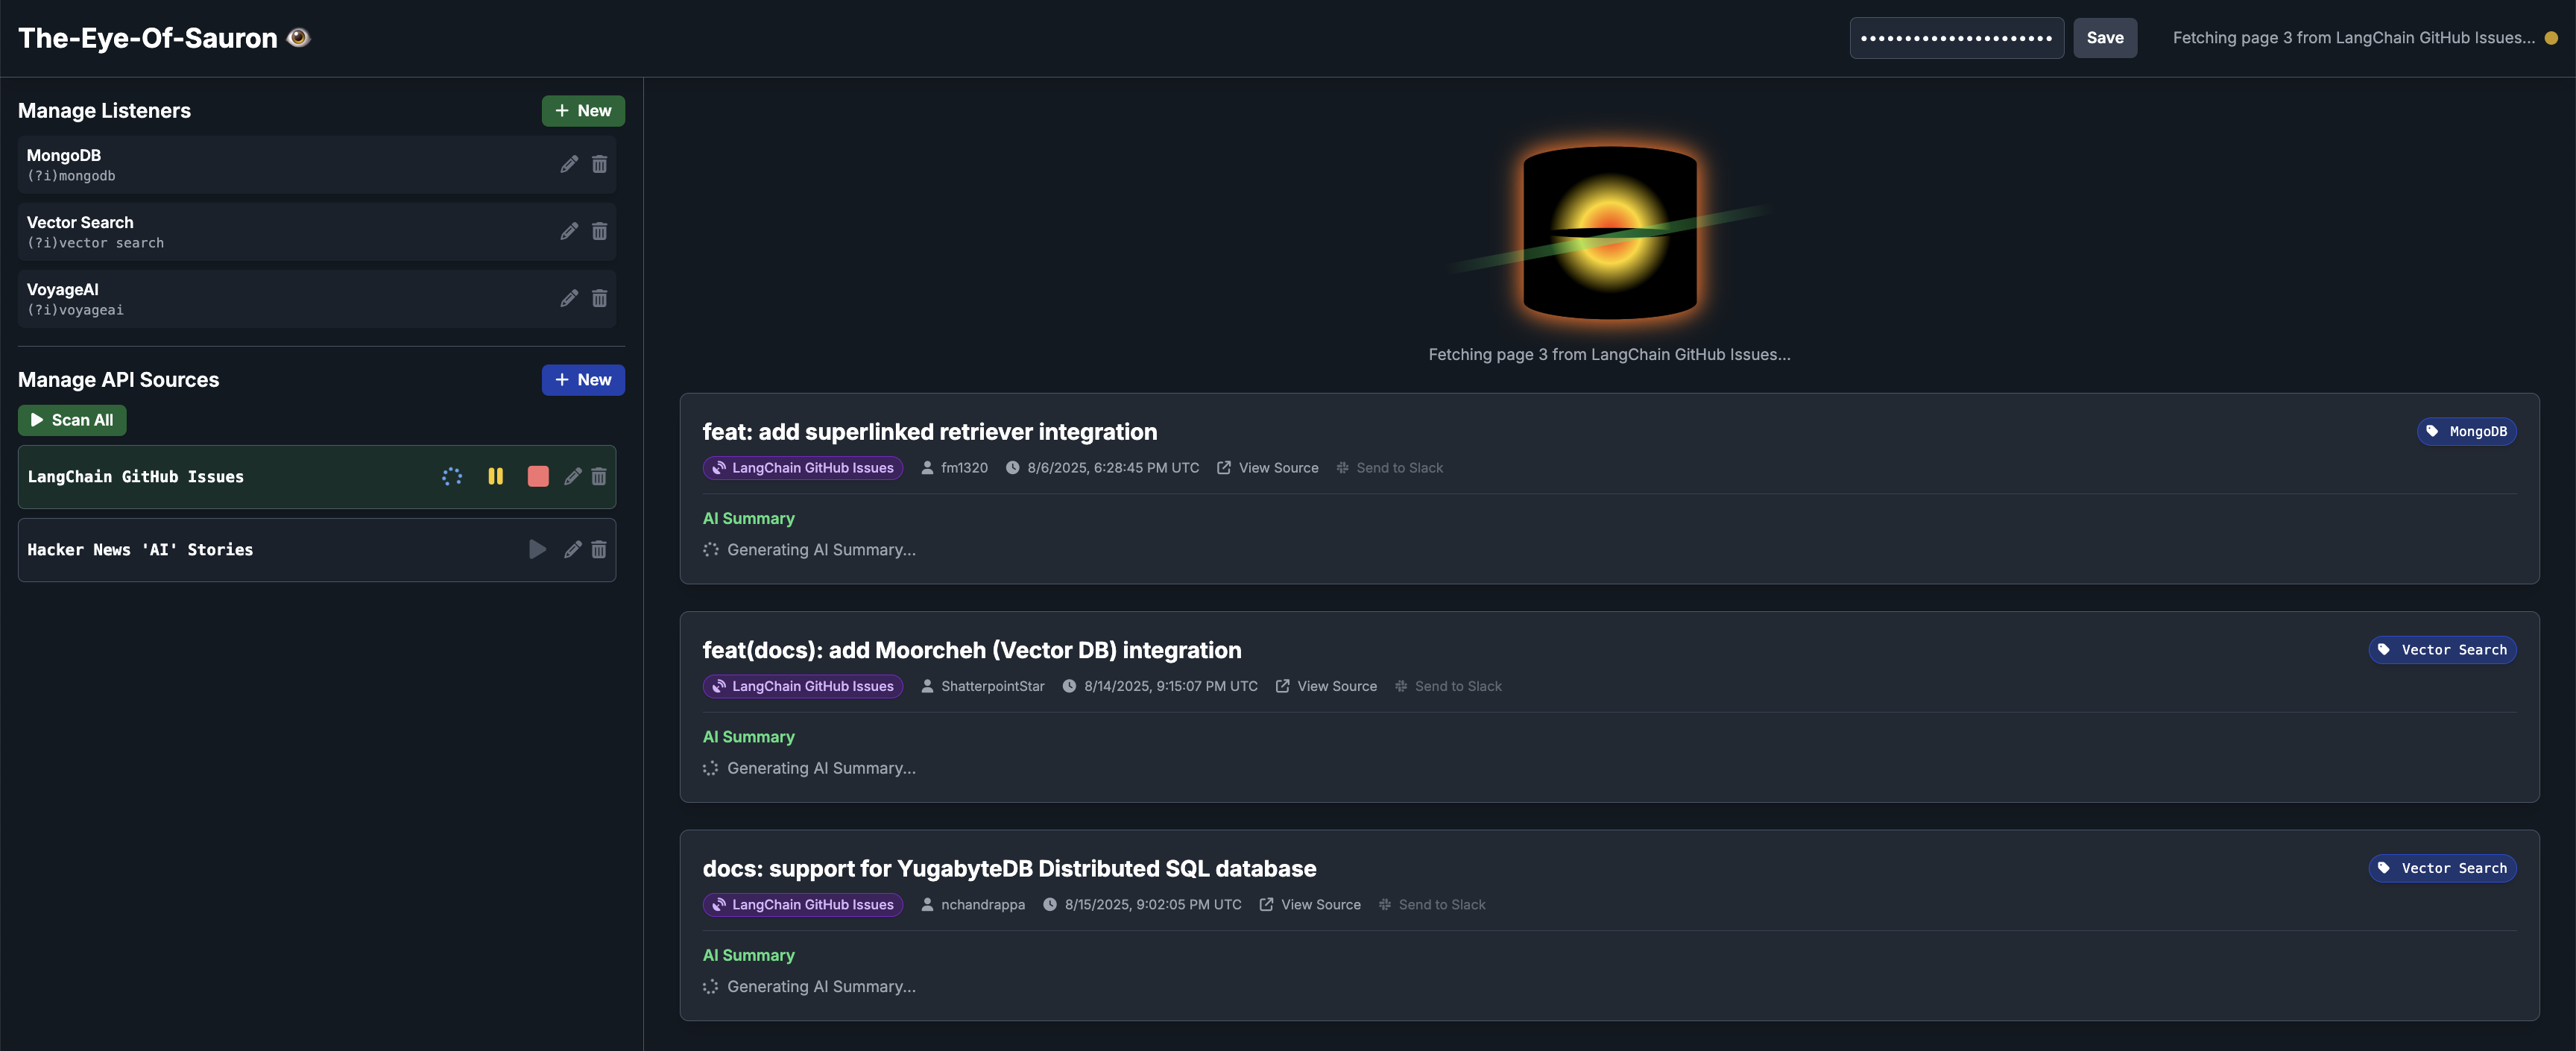 The-Eye-Of-Sauron
•••••••••••••••••••••• Save Fetching page 3 from LangChain GitHub Issues...
Manage Listeners
+ New
MongoDB
(?i)mongodb
Vector Search
(?i)vector search
VoyageAI
(?i)voyageai
Manage API Sources
+ New
Scan All
LangChain GitHub Issues
Hacker News 'AI' Stories
Fetching page 3 from LangChain GitHub Issues...
feat: add superlinked retriever integration
MongoDB
LangChain GitHub Issues fm1320 8/6/2025, 6:28:45 PM UTC View Source Send to Slack
AI Summary
Generating AI Summary...
feat(docs): add Moorcheh (Vector DB) integration
Vector Search
LangChain GitHub Issues ShatterpointStar 8/14/2025, 9:15:07 PM UTC View Source Send to Slack
AI Summary
Generating AI Summary...
docs: support for YugabyteDB Distributed SQL database
Vector Search
LangChain GitHub Issues nchandrappa 8/15/2025, 9:02:05 PM UTC View Source Send to Slack
AI Summary
Generating AI Summary...